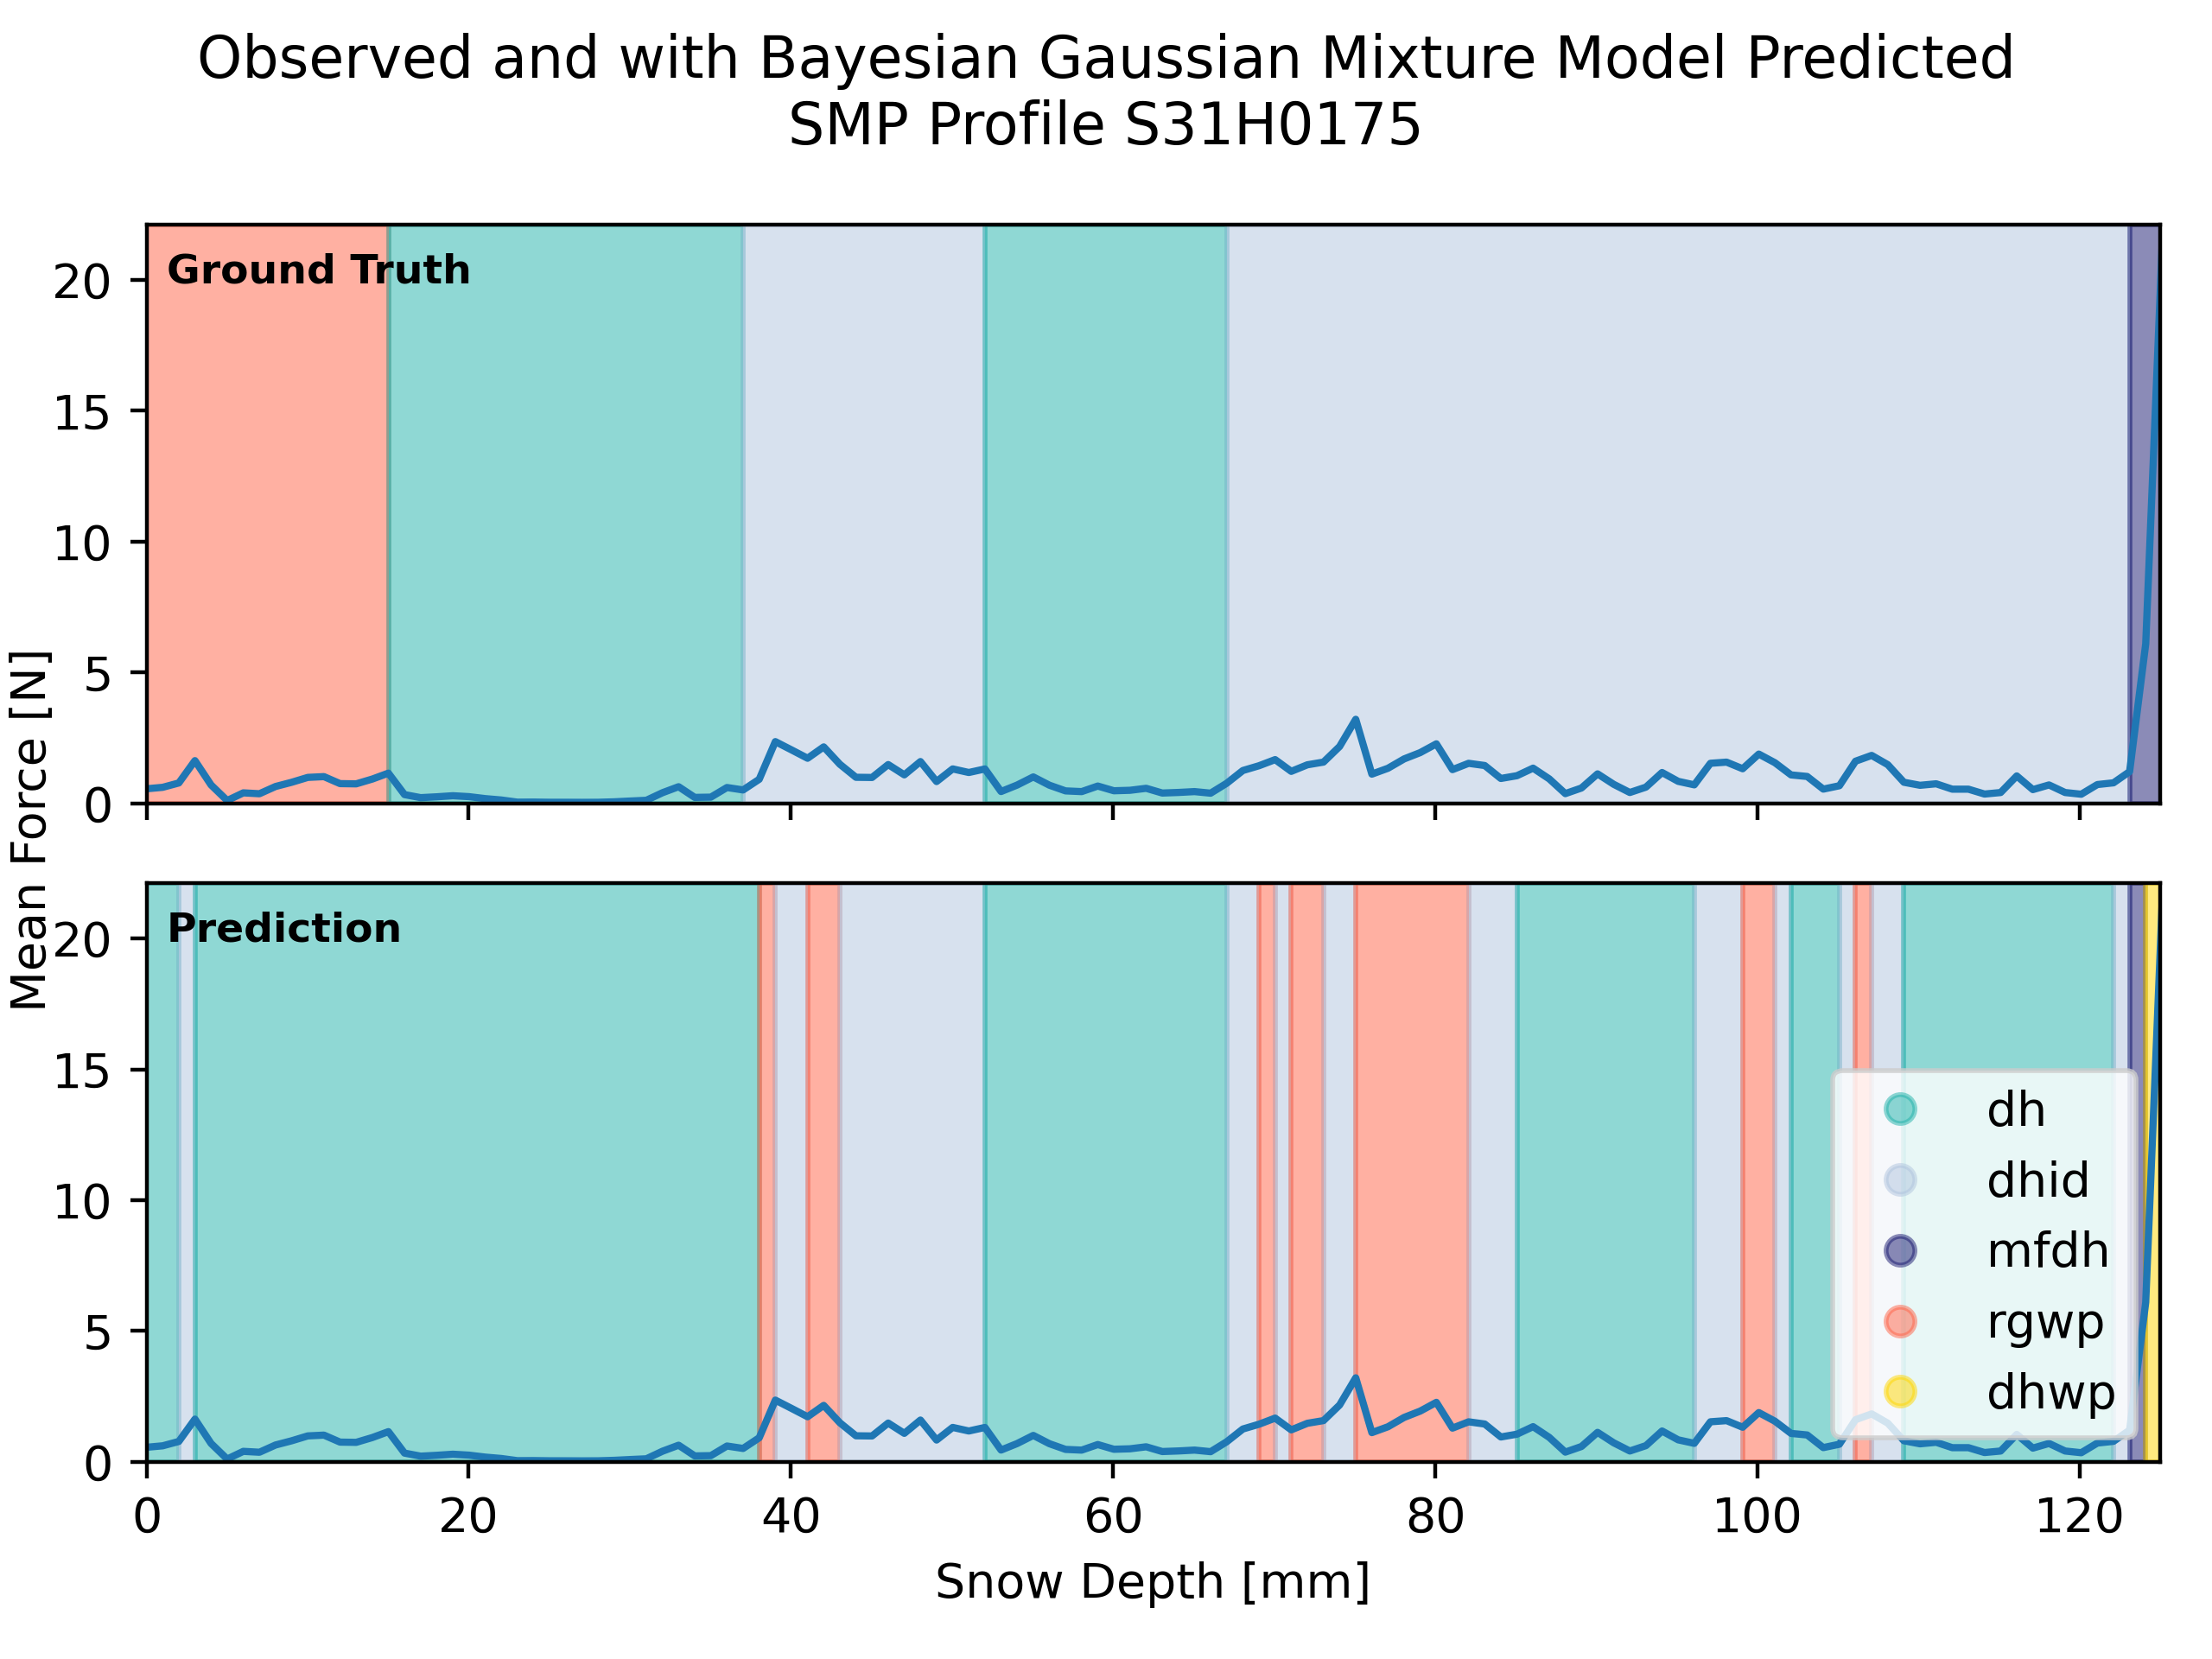 Observed and with Bayesian Gaussian Mixture Model Predicted
SMP Profile S31H0175
Ground Truth
20
15
10
5
0
Mean Force [N]
Prediction
20
15
10
5
0
dh
dhid
mfdh
rgwp
dhwp
0 20 40 60 80 100 120
Snow Depth [mm]